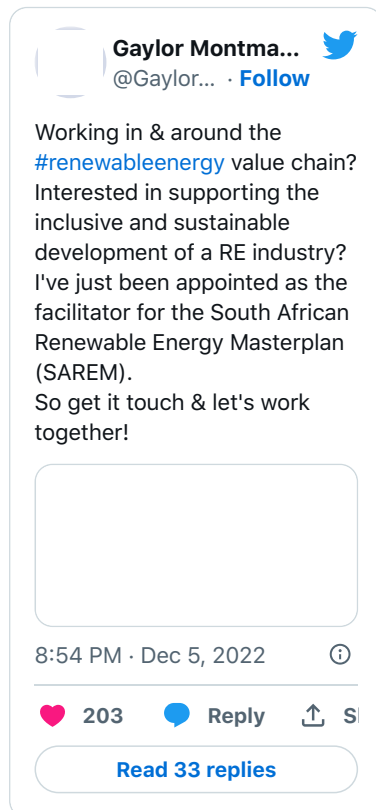 Gaylor Montma...
@Gaylor... · Follow
Working in & around the
#renewableenergy value chain?
Interested in supporting the
inclusive and sustainable
development of a RE industry?
I've just been appointed as the
facilitator for the South African
Renewable Energy Masterplan
(SAREM).
So get it touch & let's work
together!
8:54 PM · Dec 5, 2022
203 Reply
Read 33 replies